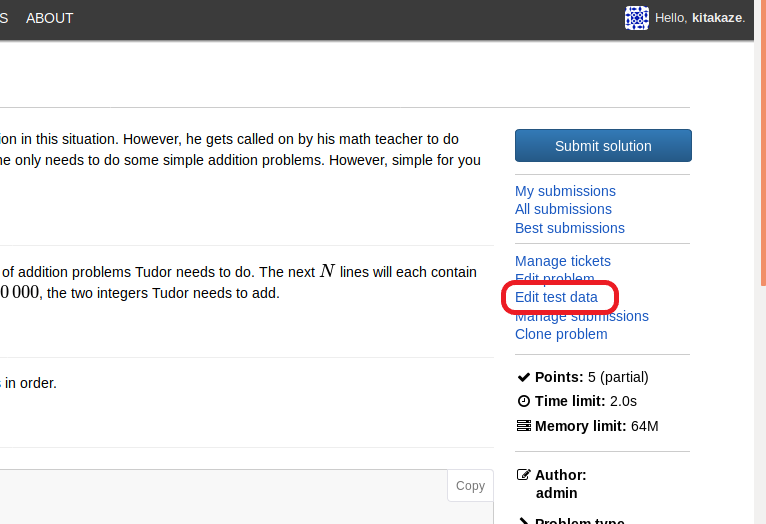 S ABOUT
Hello, kitakaze.
ion in this situation. However, he gets called on by his math teacher to do
he only needs to do some simple addition problems. However, simple for you
of addition problems Tudor needs to do. The next N lines will each contain
0 000, the two integers Tudor needs to add.
s in order.
Copy
Submit solution
My submissions
All submissions
Best submissions
Manage tickets
Edit problem
Edit test data
Manage submissions
Clone problem
Points: 5 (partial)
Time limit: 2.0s
Memory limit: 64M
Author:
admin
Problem type